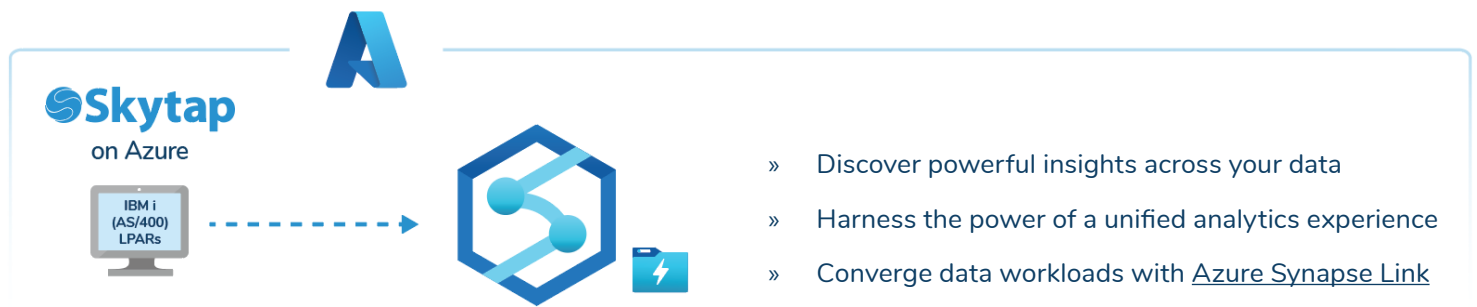 Skytap
on Azure
IBM i
(AS/400)
LPARs
» Discover powerful insights across your data
» Harness the power of a unified analytics experience
» Converge data workloads with Azure Synapse Link